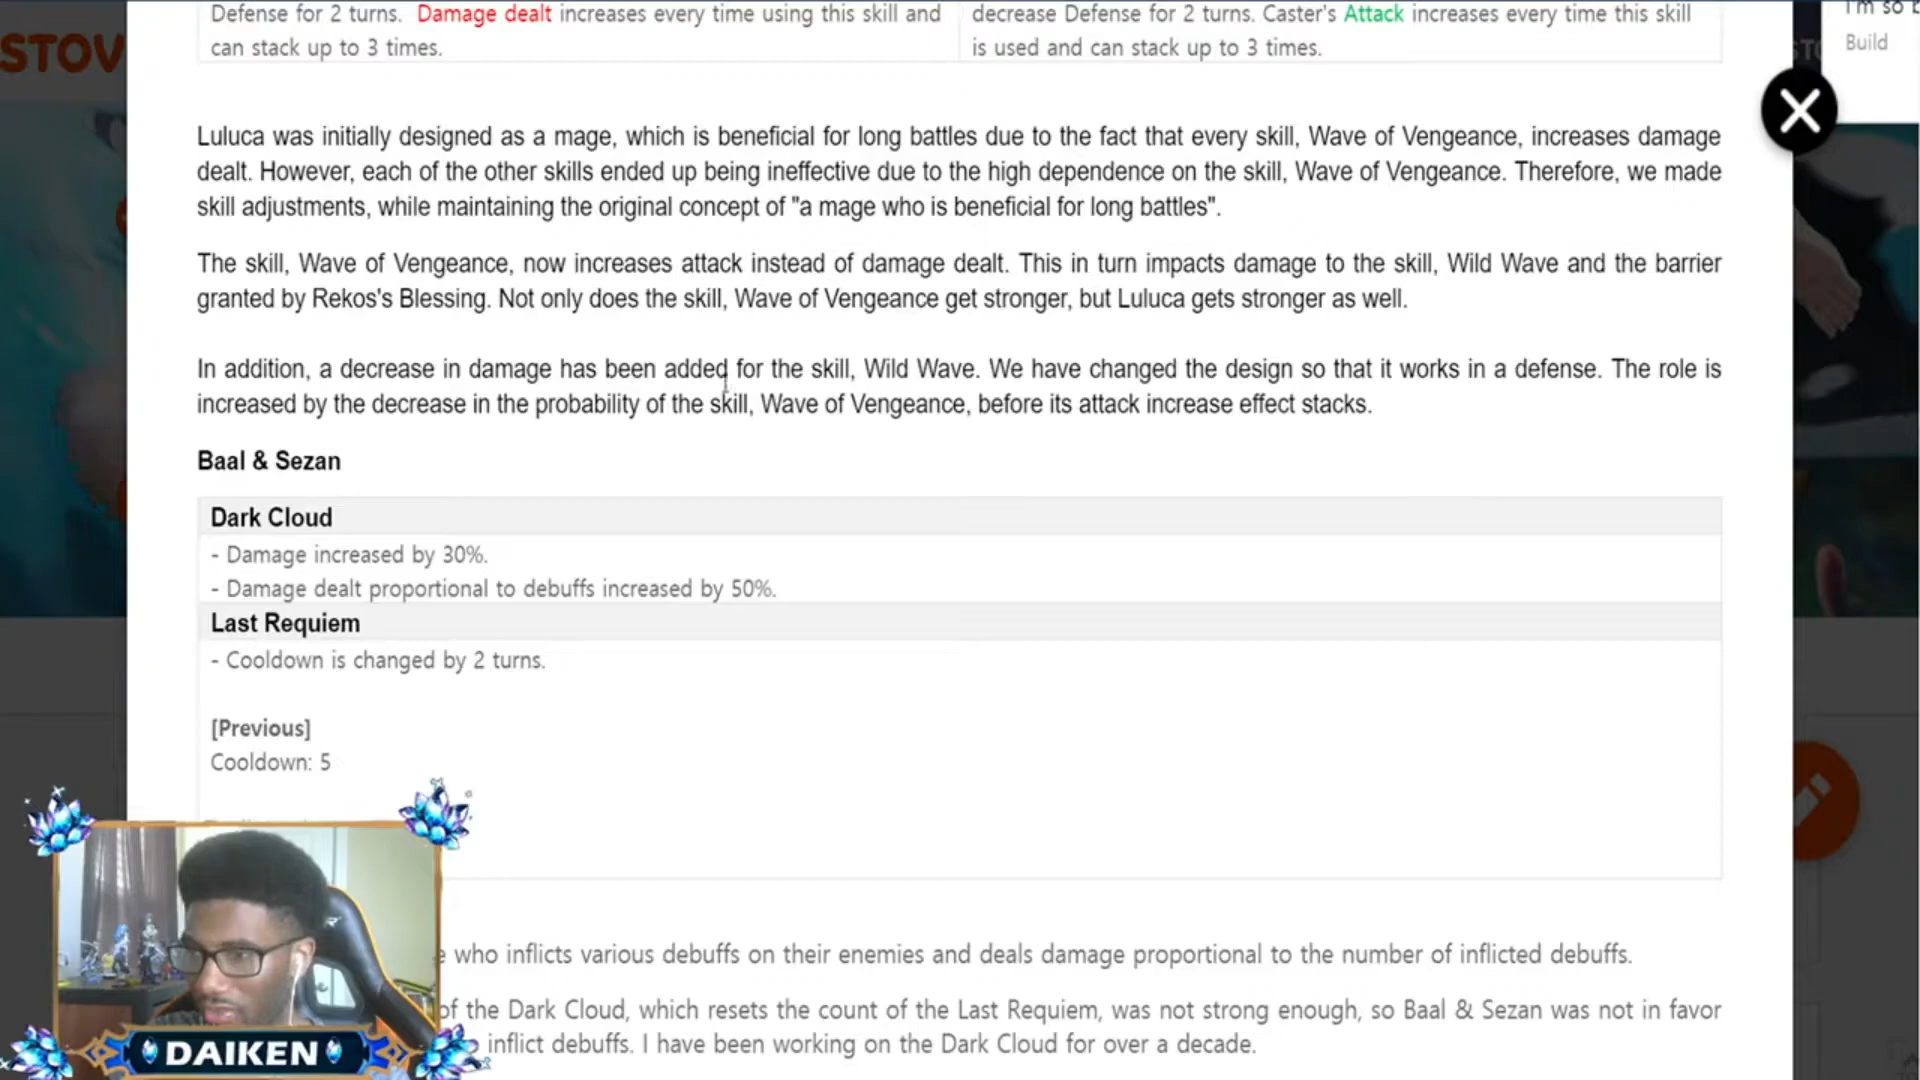 Defense for 2 turns. Damage dealt increases every time using this skill and
can stack up to 3 times.
decrease Defense for 2 turns. Caster's Attack increases every time this skill
is used and can stack up to 3 times.
I'm so
Build
STOV
Luluca was initially designed as a mage, which is beneficial for long battles due to the fact that every skill, Wave of Vengeance, increases damage
dealt. However, each of the other skills ended up being ineffective due to the high dependence on the skill, Wave of Vengeance. Therefore, we made
skill adjustments, while maintaining the original concept of "a mage who is beneficial for long battles".
The skill, Wave of Vengeance, now increases attack instead of damage dealt. This in turn impacts damage to the skill, Wild Wave and the barrier
granted by Rekos's Blessing. Not only does the skill, Wave of Vengeance get stronger, but Luluca gets stronger as well.
In addition, a decrease in damage has been added for the skill, Wild Wave. We have changed the design so that it works in a defense. The role is
increased by the decrease in the probability of the skill, Wave of Vengeance, before its attack increase effect stacks.
Baal & Sezan
Dark Cloud
- Damage increased by 30%.
- Damage dealt proportional to debuffs increased by 50%.
Last Requiem
- Cooldown is changed by 2 turns.
[Previous]
Cooldown: 5
who inflicts various debuffs on their enemies and deals damage proportional to the number of inflicted debuffs.
of the Dark Cloud, which resets the count of the Last Requiem, was not strong enough, so Baal & Sezan was not in favor
inflict debuffs. I have been working on the Dark Cloud for over a decade.
DAIKEN